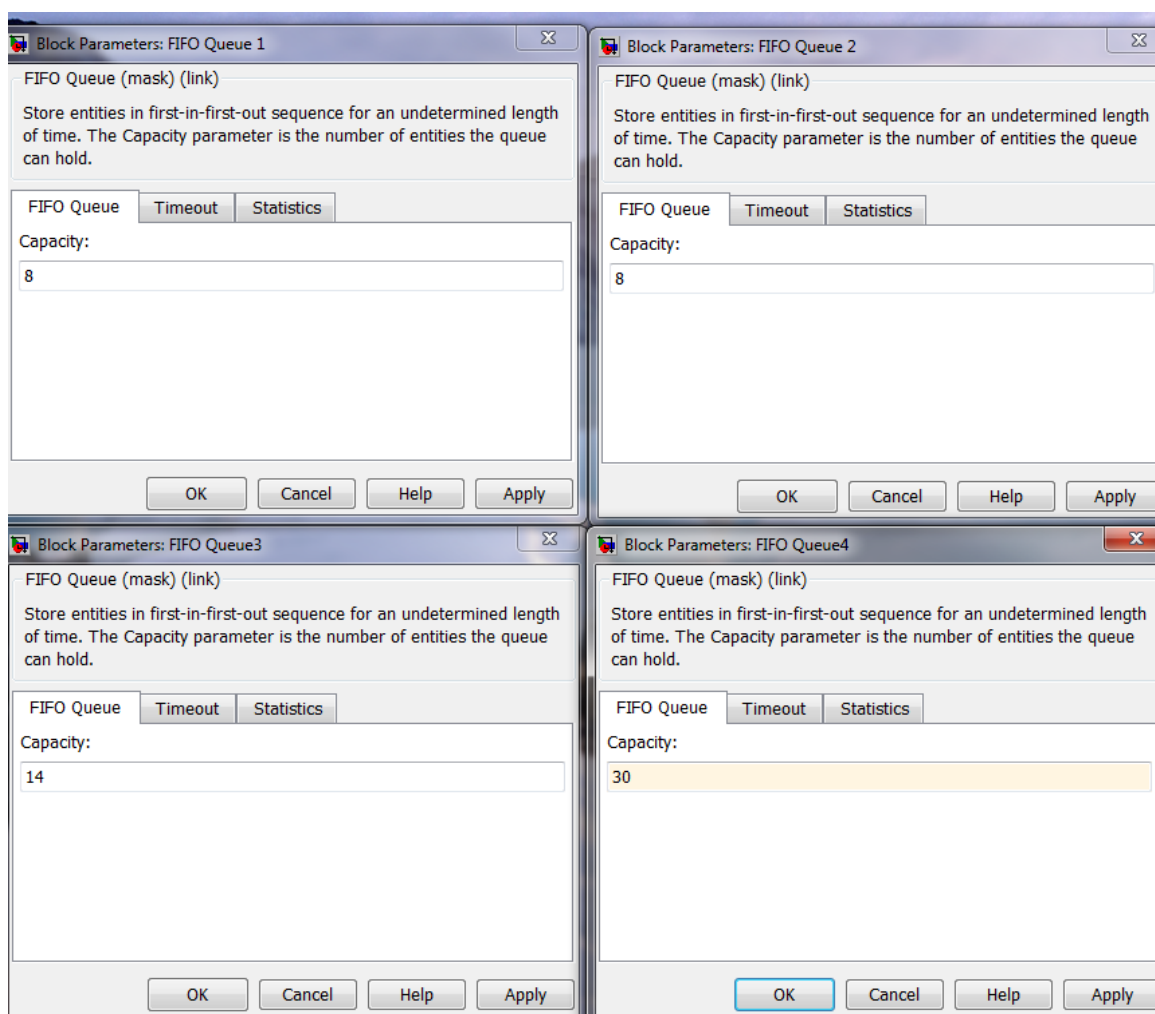 Block Parameters: FIFO Queue 1
FIFO Queue (mask) (link)
Store entities in first-in-first-out sequence for an undetermined length
of time. The Capacity parameter is the number of entities the queue
can hold.
FIFO Queue Timeout Statistics
Capacity:
8
OK Cancel Help Apply
Block Parameters: FIFO Queue 2
FIFO Queue (mask) (link)
Store entities in first-in-first-out sequence for an undetermined length
of time. The Capacity parameter is the number of entities the queue
can hold.
FIFO Queue Timeout Statistics
Capacity:
8
OK Cancel Help Apply
Block Parameters: FIFO Queue3
FIFO Queue (mask) (link)
Store entities in first-in-first-out sequence for an undetermined length
of time. The Capacity parameter is the number of entities the queue
can hold.
FIFO Queue Timeout Statistics
Capacity:
14
OK Cancel Help Apply
Block Parameters: FIFO Queue4
FIFO Queue (mask) (link)
Store entities in first-in-first-out sequence for an undetermined length
of time. The Capacity parameter is the number of entities the queue
can hold.
FIFO Queue Timeout Statistics
Capacity:
30
OK Cancel Help Apply